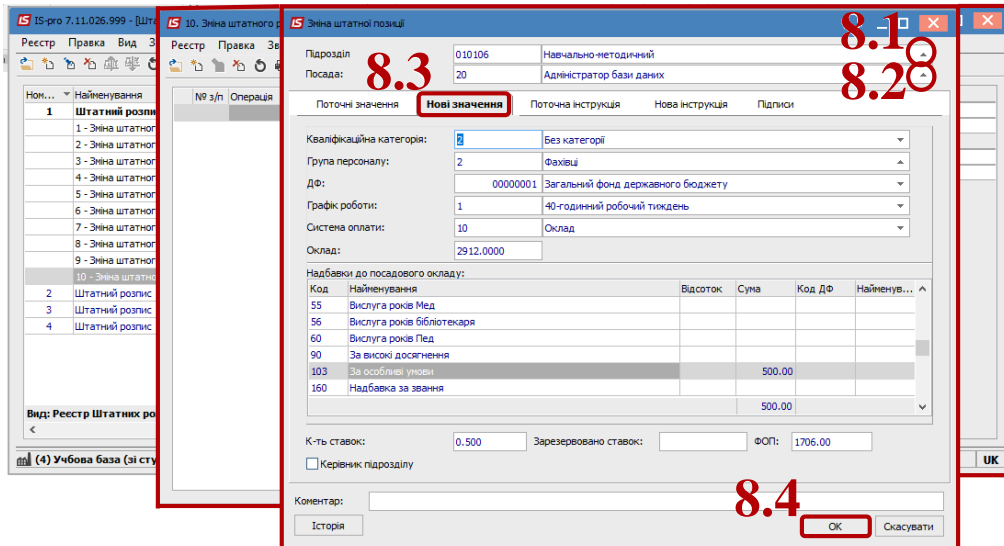 IS-pro 7.11.026.999 - [Шта
Реєстр Правка Вид З
Ном... Найменування
1 Штатний розпи
1 - Зміна штатног
2 - Зміна штатног
3 - Зміна штатног
4 - Зміна штатног
5 - Зміна штатног
6 - Зміна штатног
7 - Зміна штатног
8 - Зміна штатног
9 - Зміна штатног
10 - Зміна штатно
2 Штатний розпис
3 Штатний розпис
4 Штатний розпис
Вид: Реєстр Штатних ро
(4) Учбова база (зі сту
UK
10. Зміна штатного р
Реєстр Правка Зв
№ з/п Операція
Зміна штатної позиції
8.1
Підрозділ 010106 Навчально-методичний
8.2
Посада: 20 Адміністратор бази даних
8.3
Поточні значення Нові значення Поточна інструкція Нова інструкція Підписи
Кваліфікаційна категорія: 2 Без категорії
Група персоналу: 2 Фахівці
ДФ: 00000001 Загальний фонд державного бюджету
Графік роботи: 1 40-годинний робочий тиждень
Система оплати: 10 Оклад
Оклад: 2912.0000
Надбавки до посадового окладу:
Код Найменування Відсоток Сума Код ДФ Найменув...
55 Вислуга років Мед
56 Вислуга років бібліотекаря
60 Вислуга років Пед
90 За високі досягнення
103 За особливі умови 500.00
160 Надбавка за звання
500.00
К-ть ставок: 0.500 Зарезервовано ставок: ФОП: 1706.00
Керівник підрозділу
Коментар:
8.4
Історія OK Скасувати